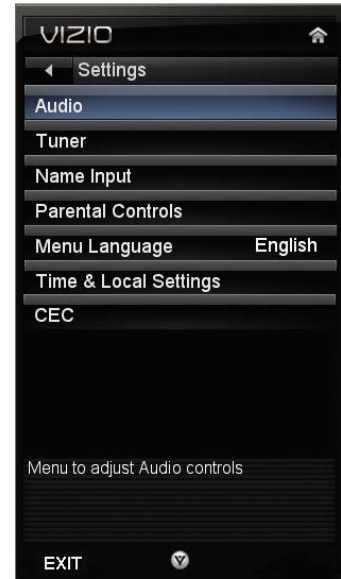 VIZIO
Settings
Audio
Tuner
Name Input
Parental Controls
Menu Language English
Time & Local Settings
CEC
Menu to adjust Audio controls
EXIT
V